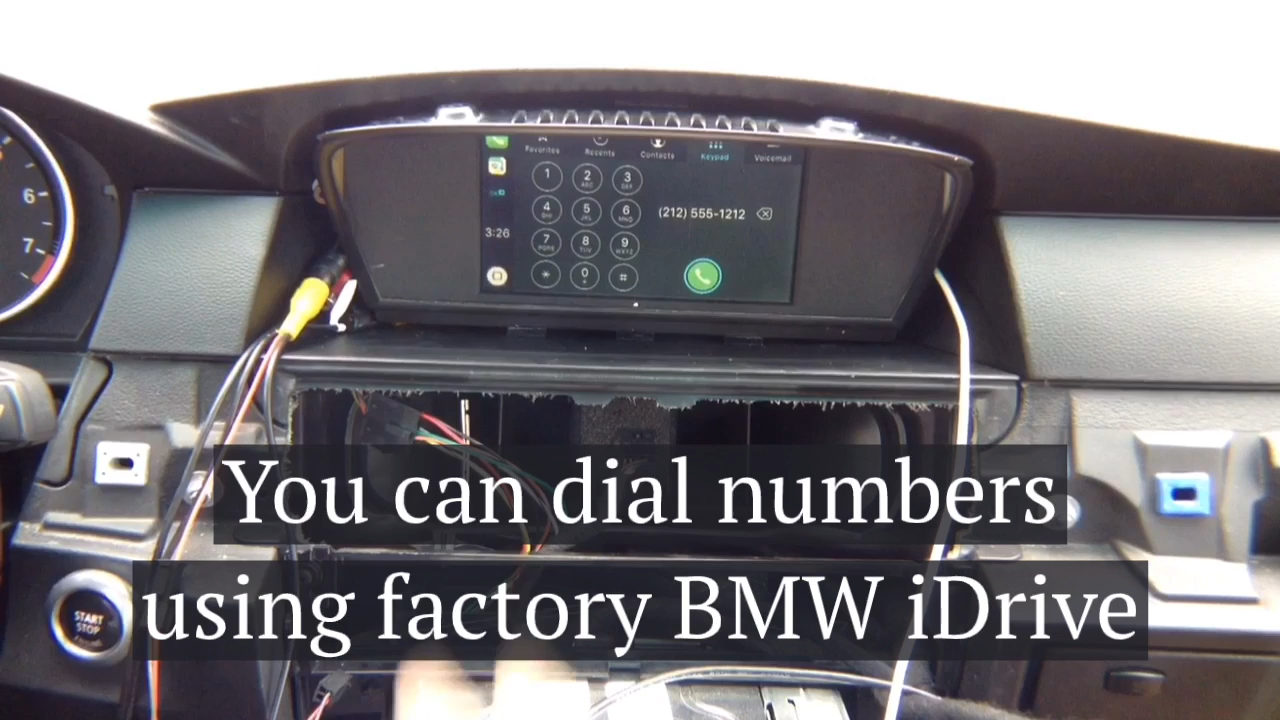 Favorites Recents Contacts Keypad Voicemail
1 2 3
ABC DEF
4 5 6
GHI JKL MNO
(212) 555-1212
3:26
7 8 9
PQRS TUV WXYZ
* 0 #
+
6
7
START
STOP
You can dial numbers
using factory BMW iDrive